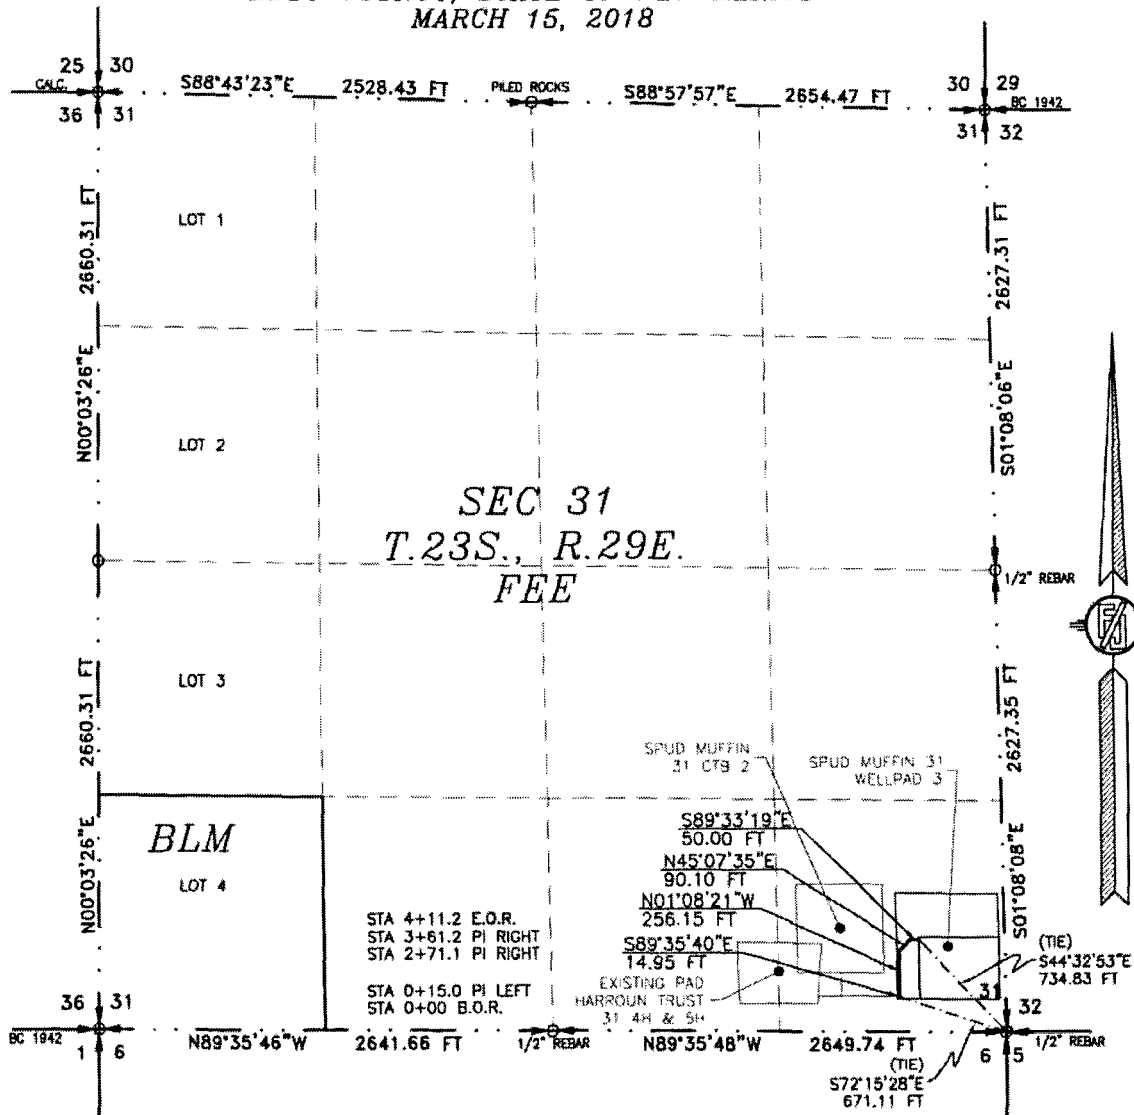 MARCH 15, 2018
25 30
CALC.
36 31
S88°43'23"E 2528.43 FT
PILED ROCKS
S88°57'57"E 2654.47 FT
30 29
BC 1942
31 32
N00°03'26"E 2660.31 FT
LOT 1
S01°08'06"E 2627.31 FT
LOT 2
SEC 31
T.23S., R.29E.
FEE
1/2" REBAR
N00°03'26"E 2660.31 FT
LOT 3
S01°08'08"E 2627.35 FT
SPUD MUFFIN
31 CTB 2
SPUD MUFFIN 31
WELLPAD 3
BLM
LOT 4
S89°33'19"E
50.00 FT
N45°07'35"E
90.10 FT
N01°08'21"W
256.15 FT
S89°35'40"E
14.95 FT
EXISTING PAD
HARROUN TRUST
31 4H & 5H
STA 4+11.2 E.O.R.
STA 3+61.2 PI RIGHT
STA 2+71.1 PI RIGHT
STA 0+15.0 PI LEFT
STA 0+00 B.O.R.
(TIE)
S44°32'53"E
734.83 FT
36 31
BC 1942
1 6
N89°35'46"W 2641.66 FT
1/2" REBAR
N89°35'48"W 2649.74 FT
31 32
6 5
1/2" REBAR
(TIE)
S72°15'28"E
671.11 FT